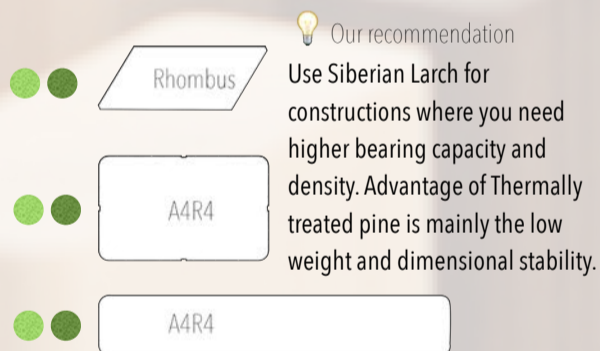 Our recommendation
Rhombus
Use Siberian Larch for
constructions where you need
higher bearing capacity and
density. Advantage of Thermally
A4R4
treated pine is mainly the low
weight and dimensional stability.
A4R4